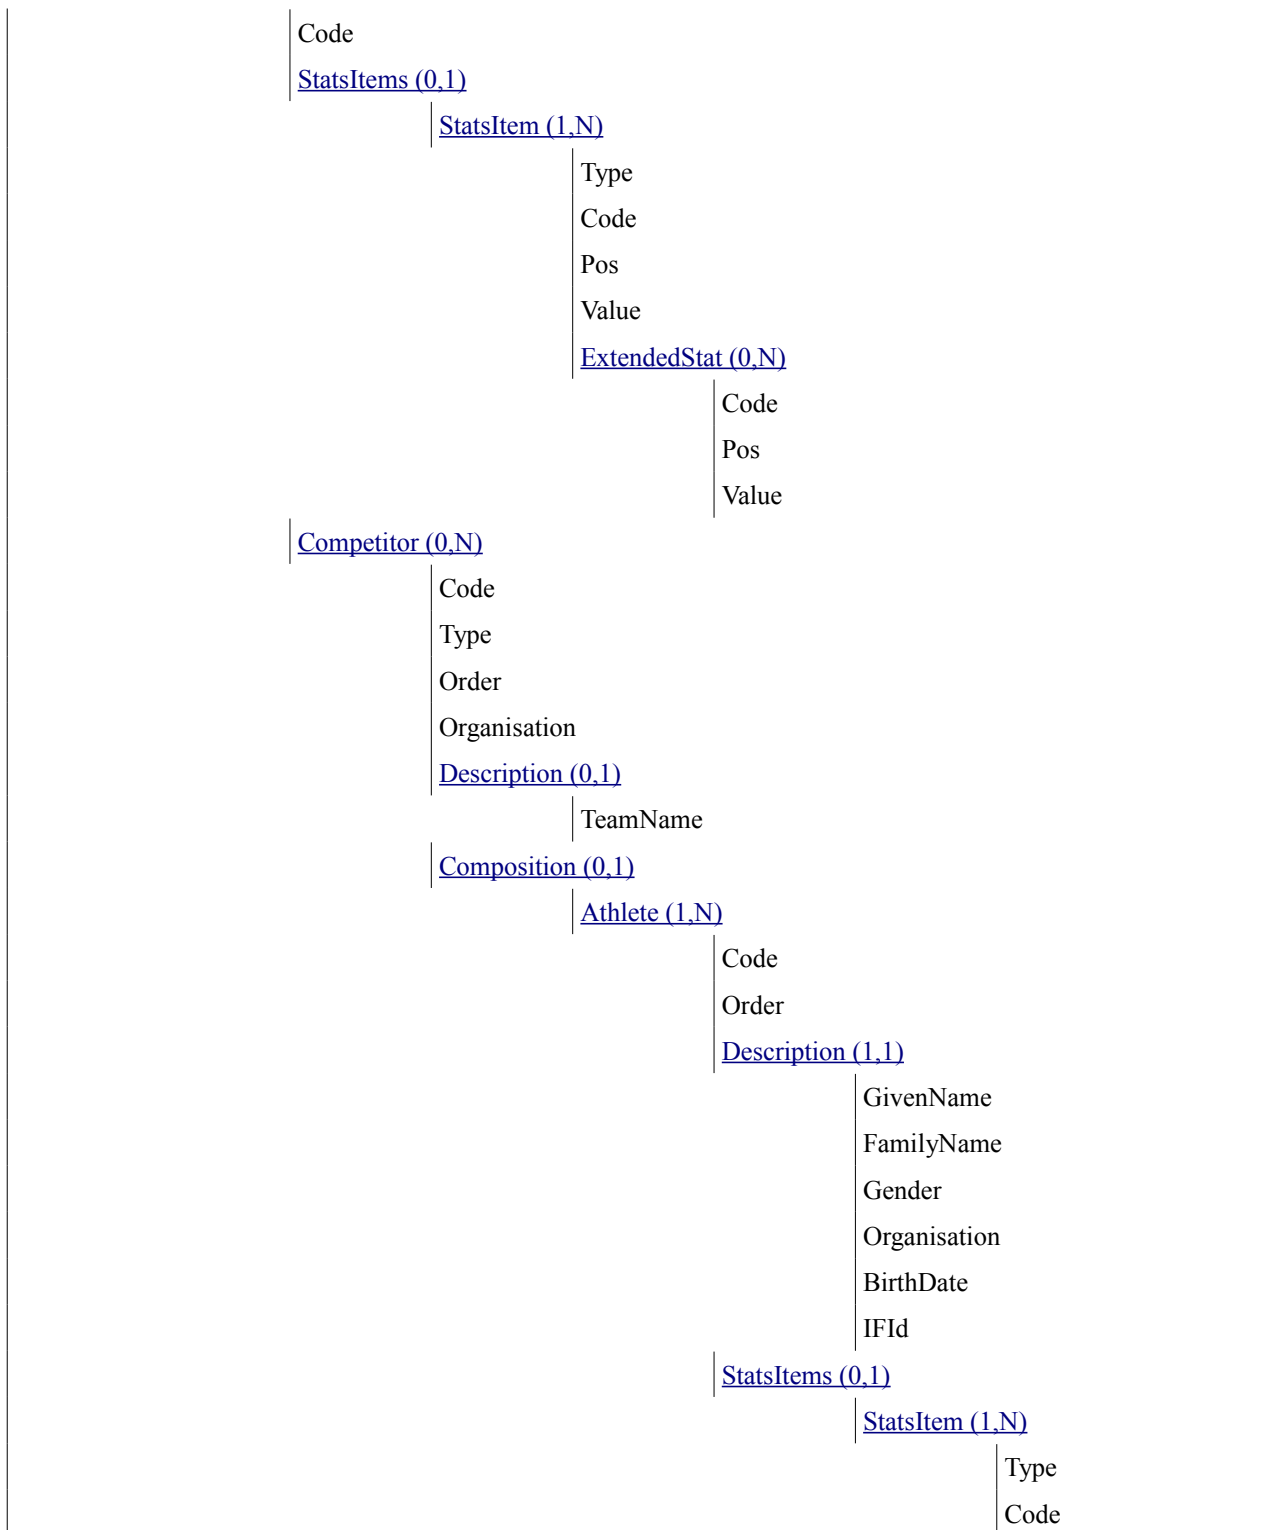 Code
StatsItems (0,1)
StatsItem (1,N)
Type
Code
Pos
Value
ExtendedStat (0,N)
Code
Pos
Value
Competitor (0,N)
Code
Type
Order
Organisation
Description (0,1)
TeamName
Composition (0,1)
Athlete (1,N)
Code
Order
Description (1,1)
GivenName
FamilyName
Gender
Organisation
BirthDate
IFId
StatsItems (0,1)
StatsItem (1,N)
Type
Code